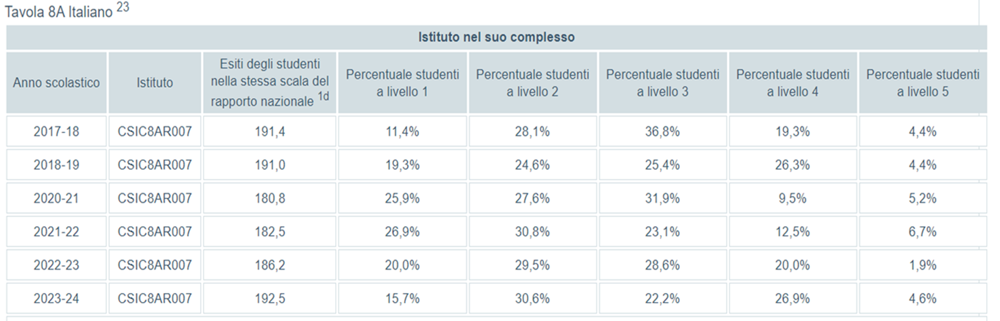 Tavola 8A Italiano 23
Istituto nel suo complesso
Anno scolastico Istituto Esiti degli studenti nella stessa scala del rapporto nazionale 1d Percentuale studenti a livello 1 Percentuale studenti a livello 2 Percentuale studenti a livello 3 Percentuale studenti a livello 4 Percentuale studenti a livello 5
2017-18 CSIC8AR007 191,4 11,4% 28,1% 36,8% 19,3% 4,4%
2018-19 CSIC8AR007 191,0 19,3% 24,6% 25,4% 26,3% 4,4%
2020-21 CSIC8AR007 180,8 25,9% 27,6% 31,9% 9,5% 5,2%
2021-22 CSIC8AR007 182,5 26,9% 30,8% 23,1% 12,5% 6,7%
2022-23 CSIC8AR007 186,2 20,0% 29,5% 28,6% 20,0% 1,9%
2023-24 CSIC8AR007 192,5 15,7% 30,6% 22,2% 26,9% 4,6%